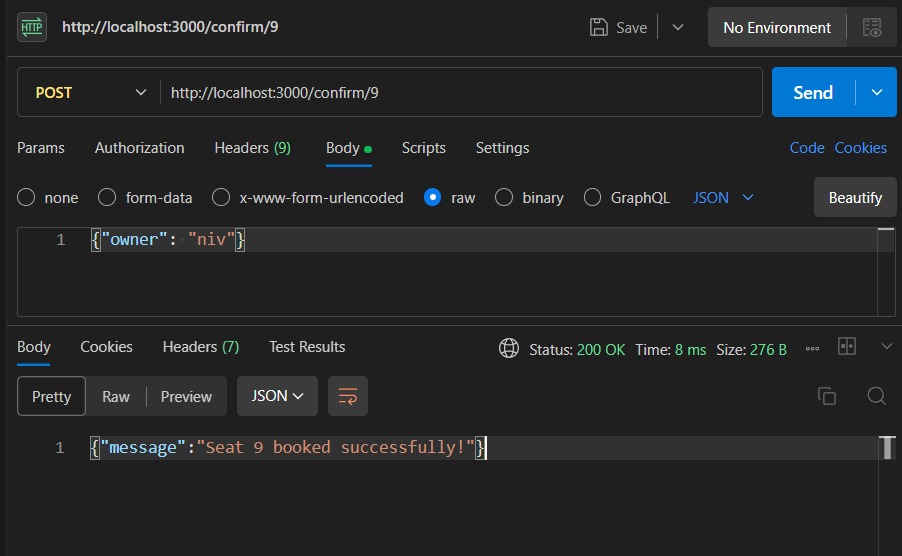 HTTP http://localhost:3000/confirm/9 Save No Environment
POST http://localhost:3000/confirm/9 Send
Params Authorization Headers (9) Body Scripts Settings Code Cookies
none form-data x-www-form-urlencoded raw binary GraphQL JSON Beautify
1 {"owner": "niv"}
Body Cookies Headers (7) Test Results Status: 200 OK Time: 8 ms Size: 276 B
Pretty Raw Preview JSON
1 {"message":"Seat 9 booked successfully!"}